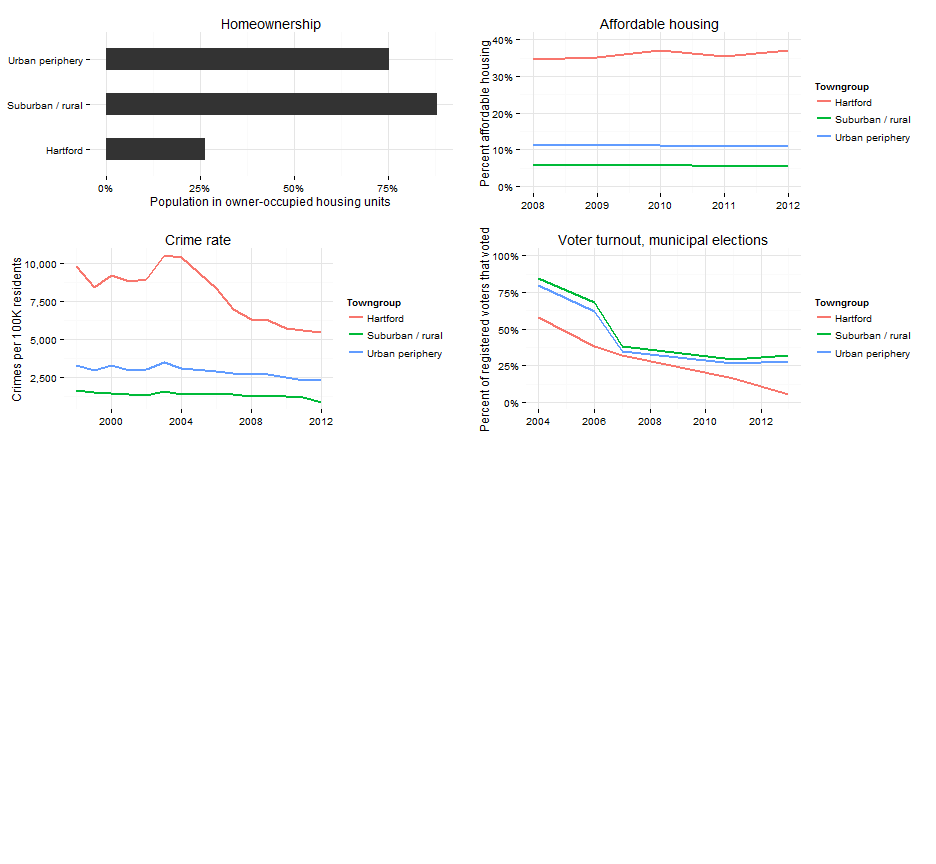 Homeownership
Urban periphery
Suburban / rural
Hartford
0% 25% 50% 75%
Population in owner-occupied housing units
Affordable housing
Percent affordable housing
40%
30%
20%
10%
0%
2008 2009 2010 2011 2012
Towngroup
Hartford
Suburban / rural
Urban periphery
Crime rate
Crimes per 100K residents
10,000
7,500
5,000
2,500
2000 2004 2008 2012
Towngroup
Hartford
Suburban / rural
Urban periphery
Voter turnout, municipal elections
Percent of registered voters that voted
100%
75%
50%
25%
0%
2004 2006 2008 2010 2012
Towngroup
Hartford
Suburban / rural
Urban periphery